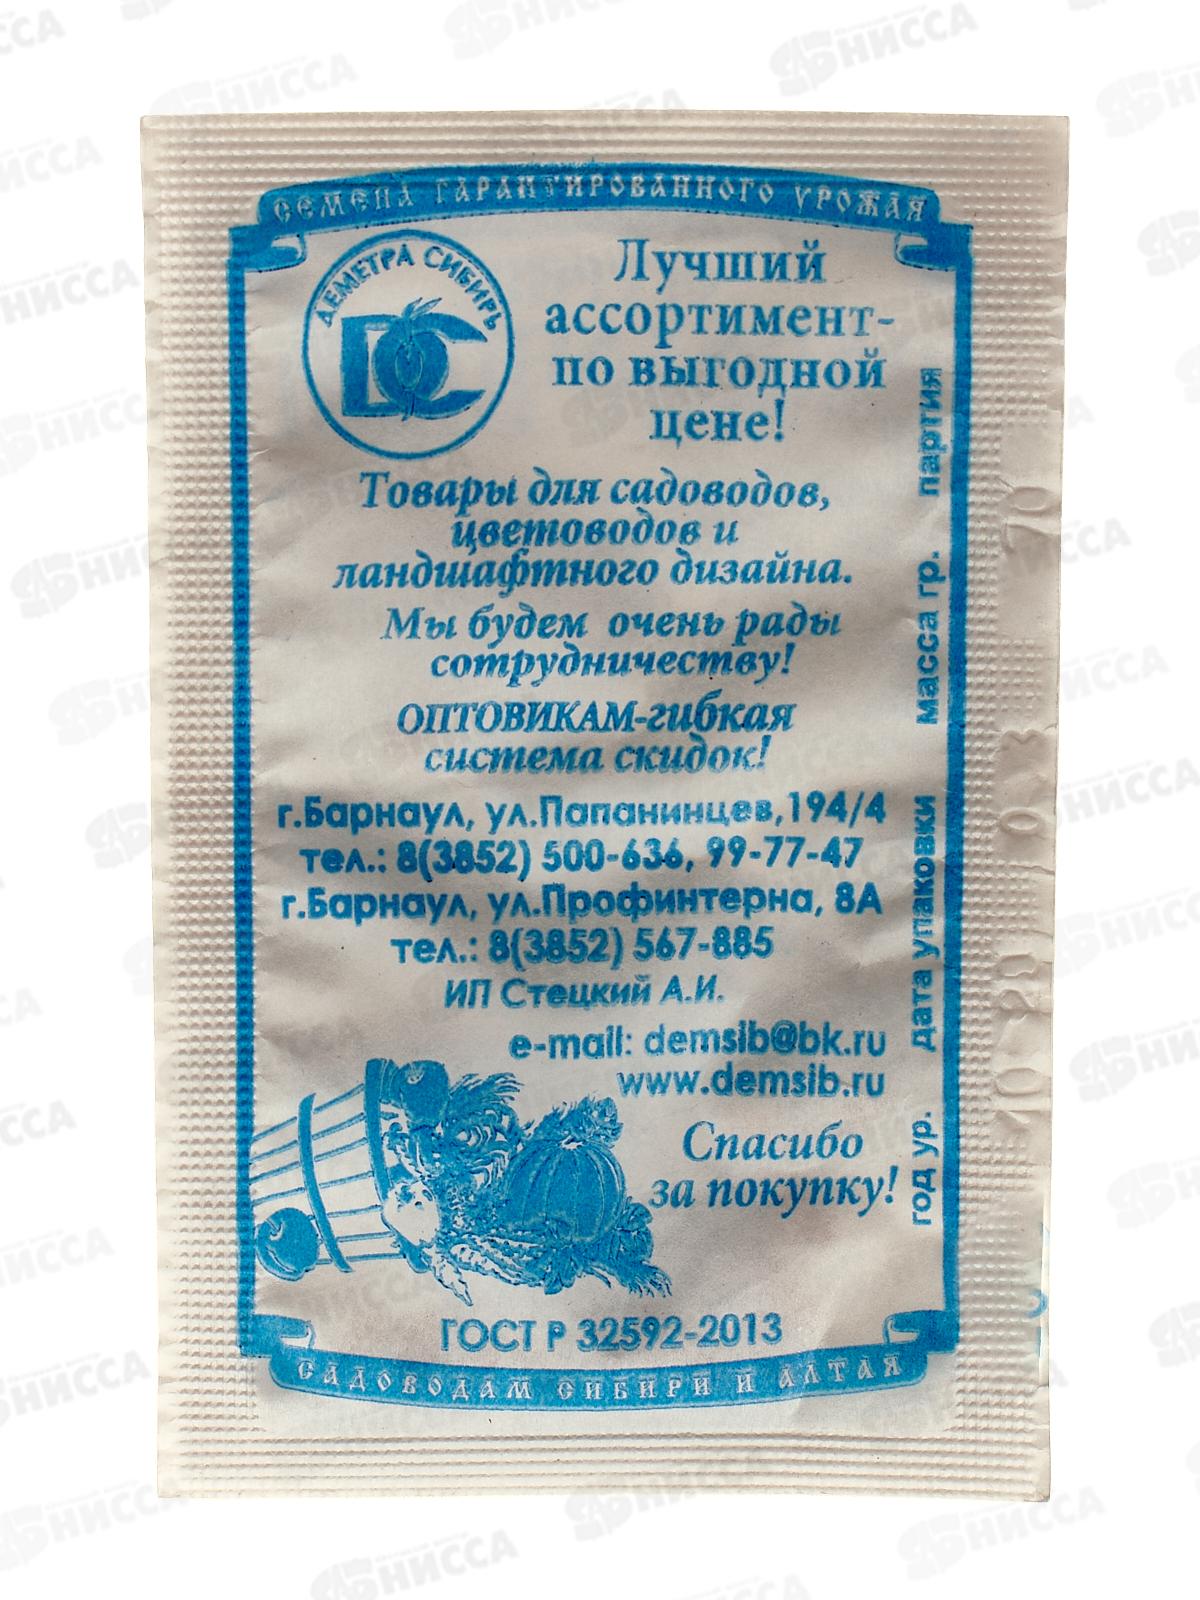 СЕМЕНА ГАРАНТИРОВАННОГО УРОЖАЯ
ДЕМЕТРА СИБИРЬ
DC
Лучший
ассортимент-
по выгодной
цене!
Товары для садоводов,
цветоводов и
ландшафтного дизайна.
Мы будем очень рады
сотрудничеству!
ОПТОВИКАМ-гибкая
система скидок!
г.Барнаул, ул.Папанинцев,194/4
тел.: 8(3852) 500-636, 99-77-47
г.Барнаул, ул.Профинтерна, 8А
тел.: 8(3852) 567-885
ИП Стецкий А.И.
e-mail: demsib@bk.ru
www.demsib.ru
Спасибо
за покупку!
ГОСТ Р 32592-2013
САДОВОДАМ СИБИРИ И АЛТАЯ
год ур. дата упаковки масса гр. партия
НИССА